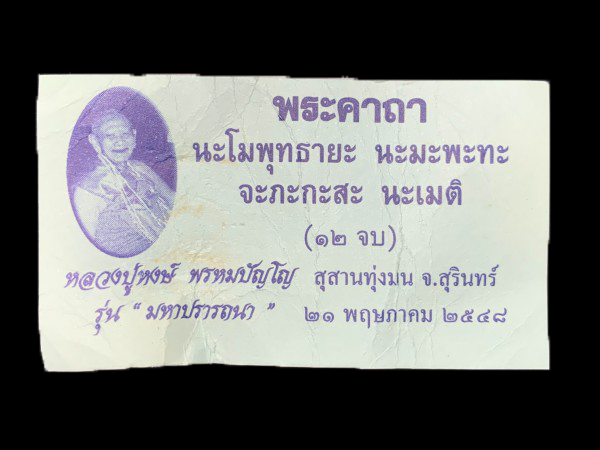 พระคาถา
นะโมพุทธายะ นะมะพะทะ
จะภะกะสะ นะเมติ
(๑๒ จบ)
หลวงปู่หงษ์ พรหมปัญโญ สุสานทุ่งมน จ.สุรินทร์
รุ่น " มหาปรารถนา " ๒๑ พฤษภาคม ๒๕๔๘